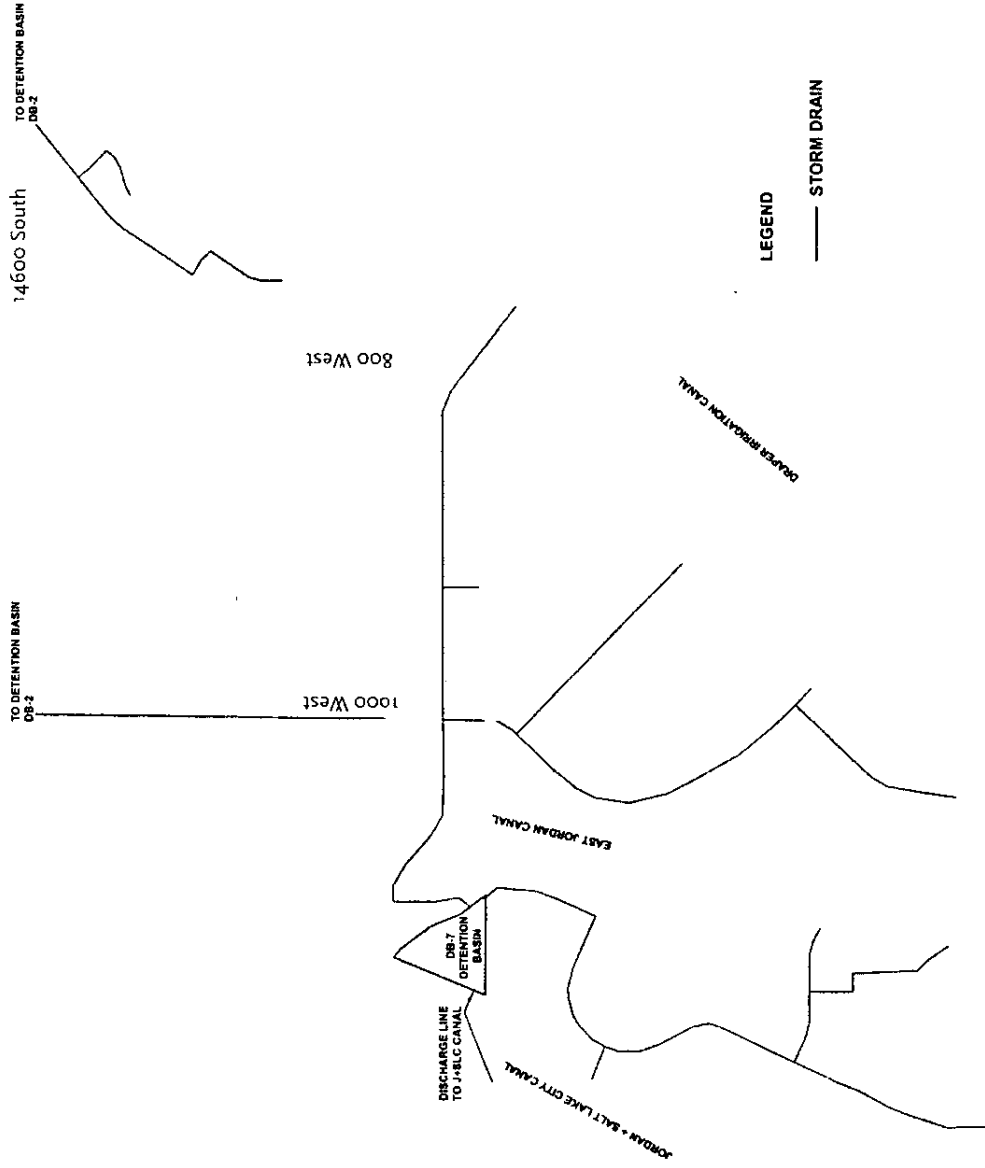 TO DETENTION BASIN
DB-2
14600 South
800 West
LEGEND
STORM DRAIN
DRAPER IRRIGATION CANAL
TO DETENTION BASIN
DB-2
1000 West
EAST JORDAN CANAL
DB-7
DETENTION
BASIN
DISCHARGE LINE
TO J+SLC CANAL
JORDAN + SALT LAKE CITY CANAL